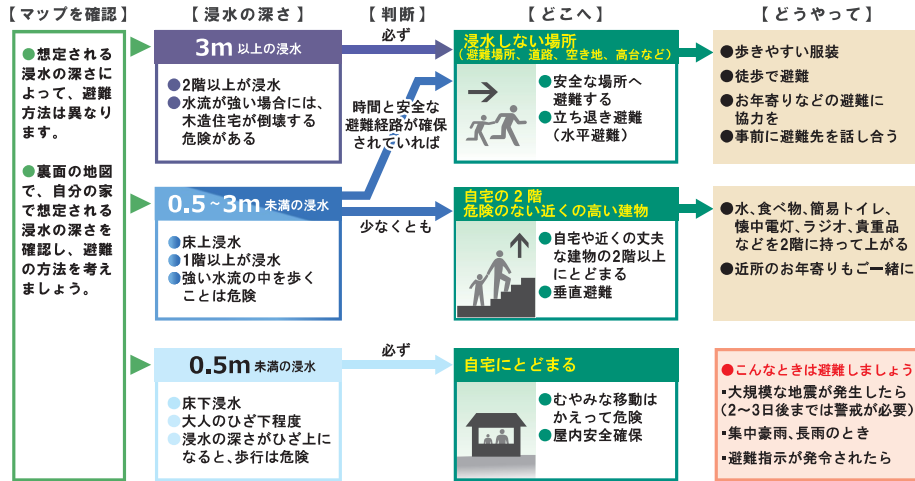 【マップを確認】
【浸水の深さ】
【判断】
【どこへ】
【どうやって】
●想定される
浸水の深さに
よって、避難
方法は異なり
ます。
●裏面の地図
で、自分の家
で想定される
浸水の深さを
確認し、避難
の方法を考え
ましょう。
3m以上の浸水
●2階以上が浸水
●水流が強い場合には、
木造住宅が倒壊する
危険がある
必ず
浸水しない場所
(避難場所、道路、空き地、高台など)
●安全な場所へ
避難する
●立ち退き避難
(水平避難)
●歩きやすい服装
●徒歩で避難
●お年寄りなどの避難に
協力を
●事前に避難先を話し合う
時間と安全な
避難経路が確保
されていれば
0.5~3m未満の浸水
●床上浸水
●1階以上が浸水
●強い水流の中を歩く
ことは危険
少なくとも
自宅の2階
危険のない近くの高い建物
●自宅や近くの丈夫
な建物の2階以上
にとどまる
●垂直避難
●水、食べ物、簡易トイレ、
懐中電灯、ラジオ、貴重品
などを2階に持って上がる
●近所のお年寄りもご一緒に
0.5m未満の浸水
●床下浸水
●大人のひざ下程度
●浸水の深さがひざ上に
なると、歩行は危険
必ず
自宅にとどまる
●むやみな移動は
かえって危険
●屋内安全確保
●こんなときは避難しましょう
▪大規模な地震が発生したら
(2~3日後までは警戒が必要)
▪集中豪雨、長雨のとき
▪避難指示が発令されたら